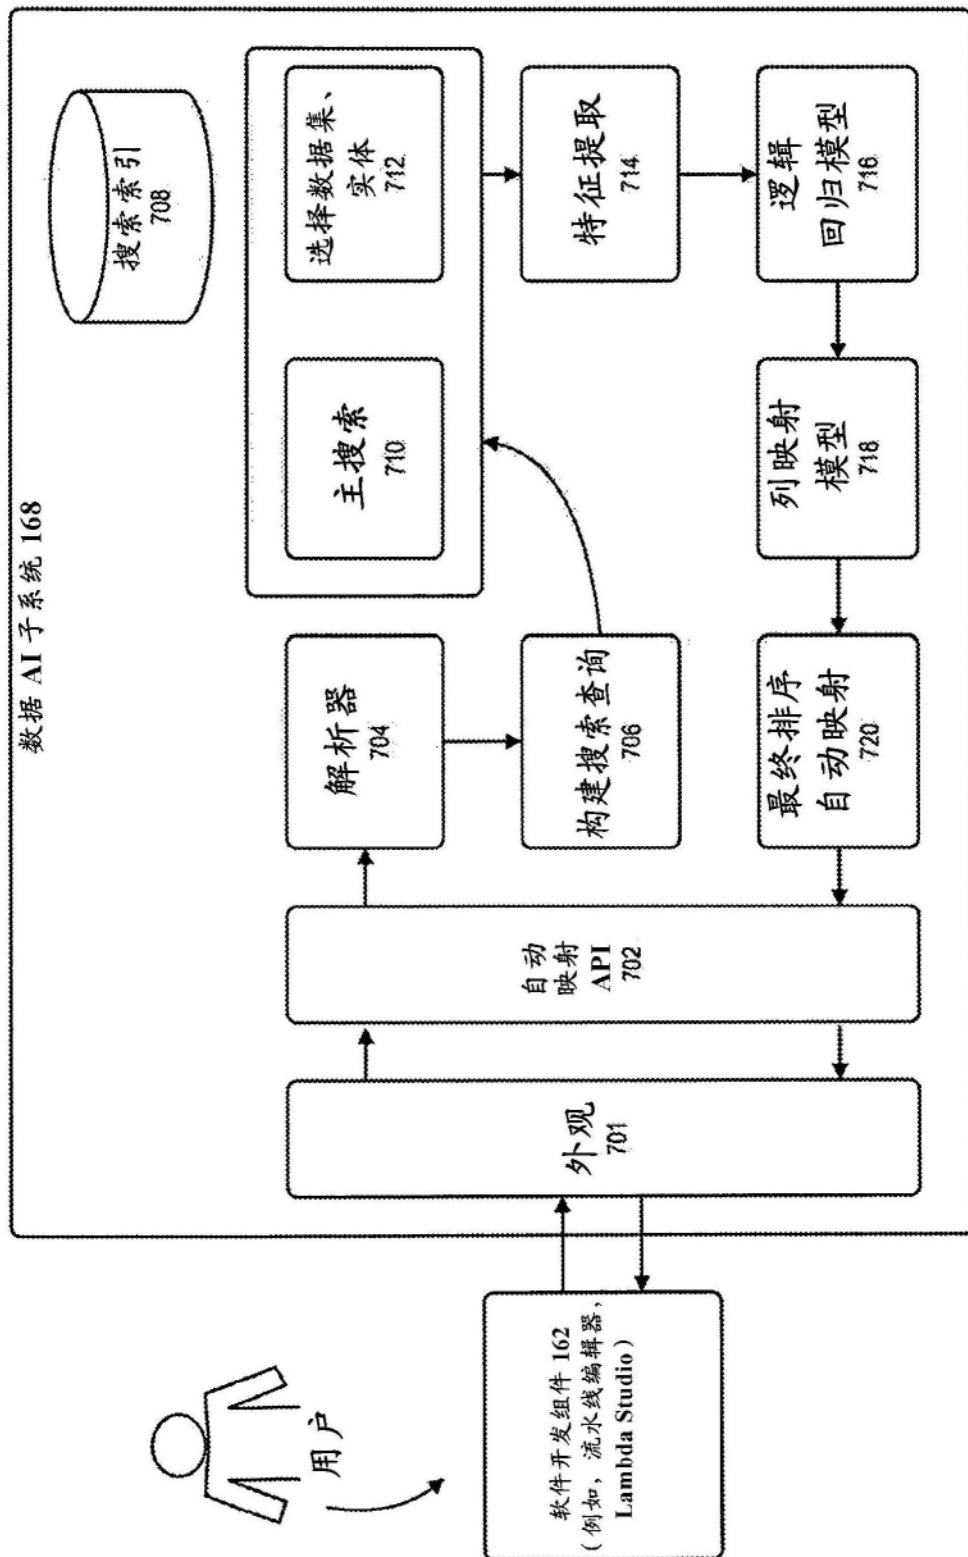 数据 AI 子系统 168
用户
软件开发组件 162
(例如，流水线编辑器，
Lambda Studio)
外观
701
自动
映射
API
702
解析器
704
构建搜索查询
706
搜索索引
708
主搜索
710
选择数据集、
实体
712
特征提取
714
逻辑
回归模型
716
列映射
模型
718
最终排序
自动映射
720